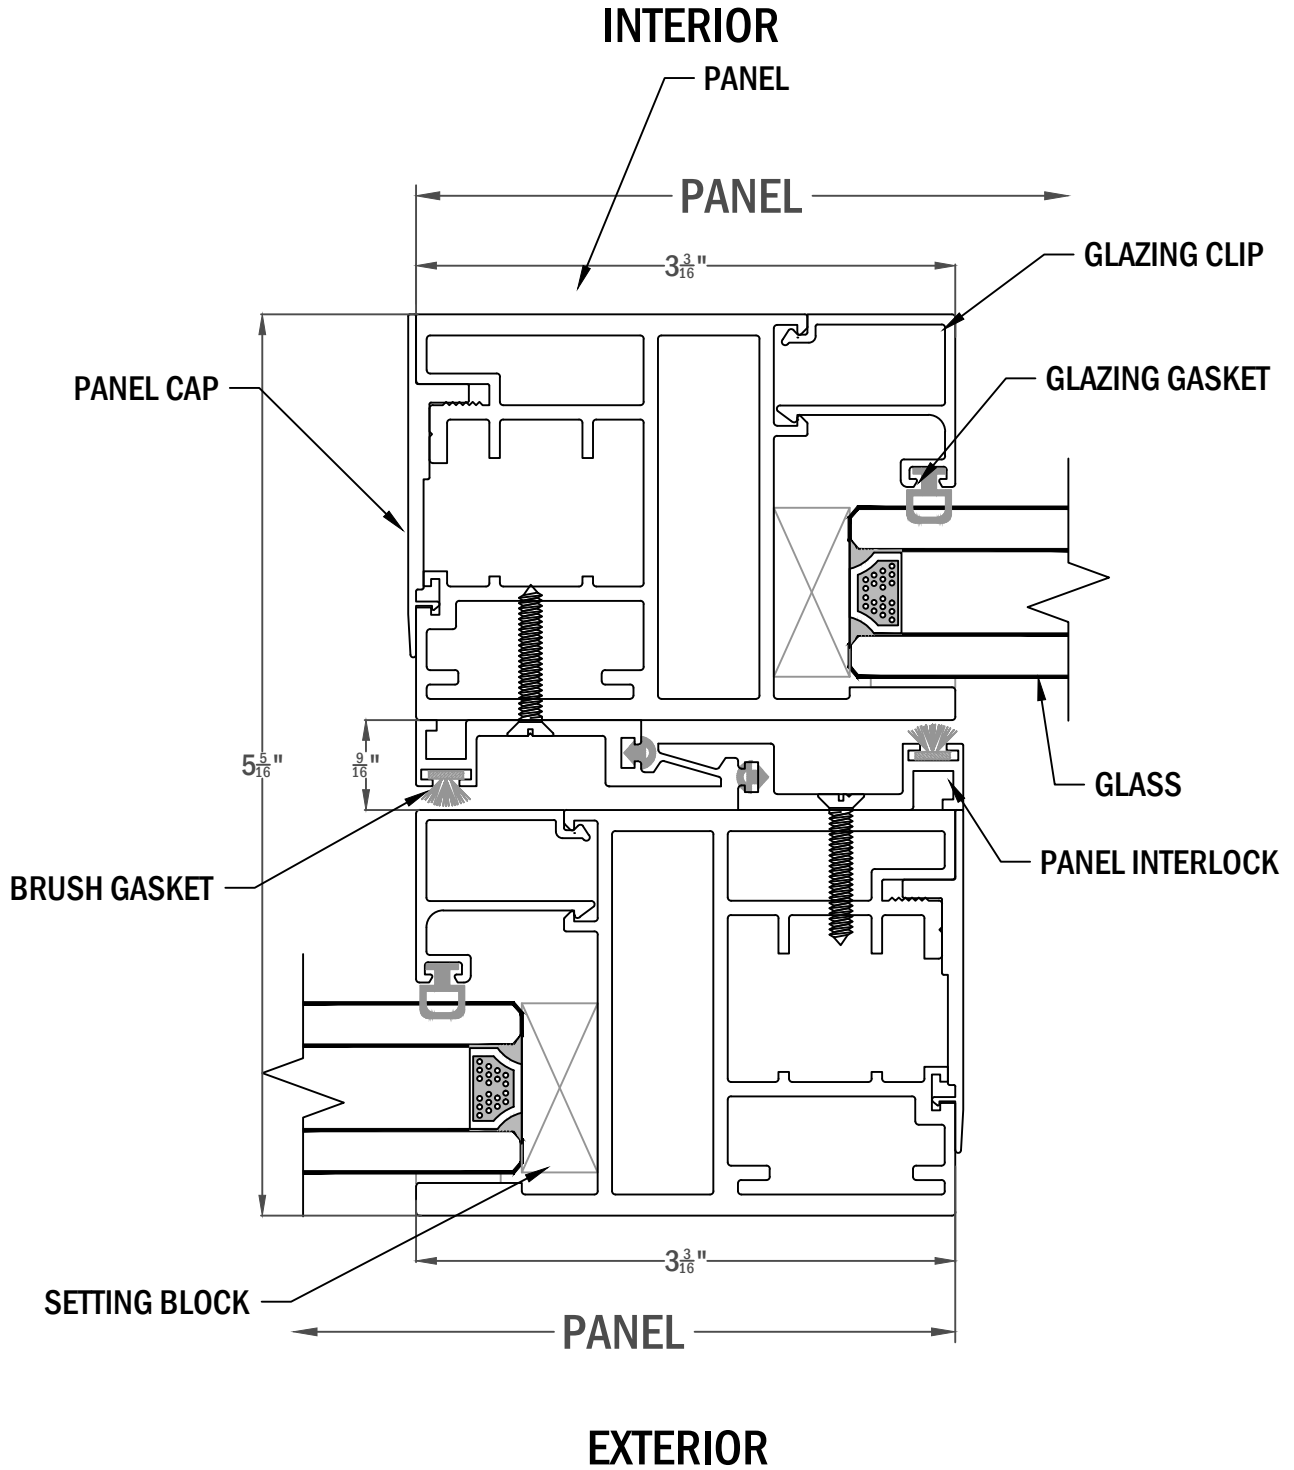 INTERIOR
PANEL
PANEL
3 3/16"
GLAZING CLIP
PANEL CAP
GLAZING GASKET
5 5/16"
9/16"
GLASS
BRUSH GASKET
PANEL INTERLOCK
3 3/16"
SETTING BLOCK
PANEL
EXTERIOR